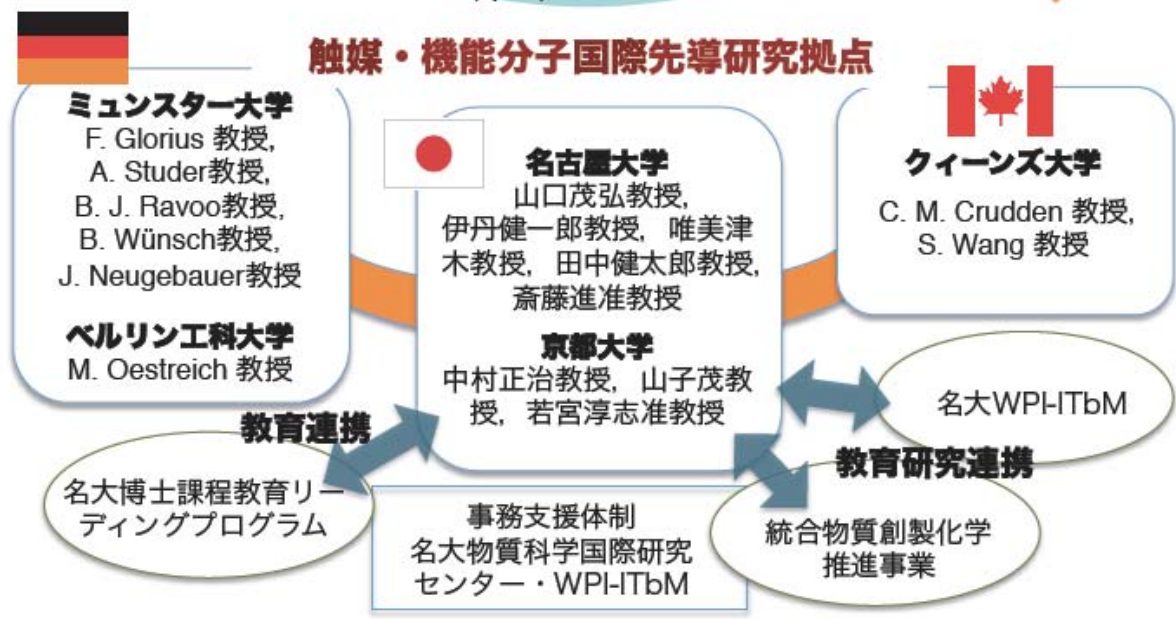 触媒・機能分子国際先導研究拠点
ミュンスター大学
F. Glorius 教授,
A. Studer教授,
B. J. Ravoo教授,
B. Wünsch教授,
J. Neugebauer教授
ベルリン工科大学
M. Oestreich 教授
名古屋大学
山口茂弘教授,
伊丹健一郎教授, 唯美津
木教授, 田中健太郎教授,
斎藤進准教授
京都大学
中村正治教授, 山子茂教
授, 若宮淳志准教授
クィーンズ大学
C. M. Crudden 教授,
S. Wang 教授
教育連携
名大博士課程教育リー
ディングプログラム
事務支援体制
名大物質科学国際研究
センター・WPI-ITbM
名大WPI-ITbM
教育研究連携
統合物質創製化学
推進事業